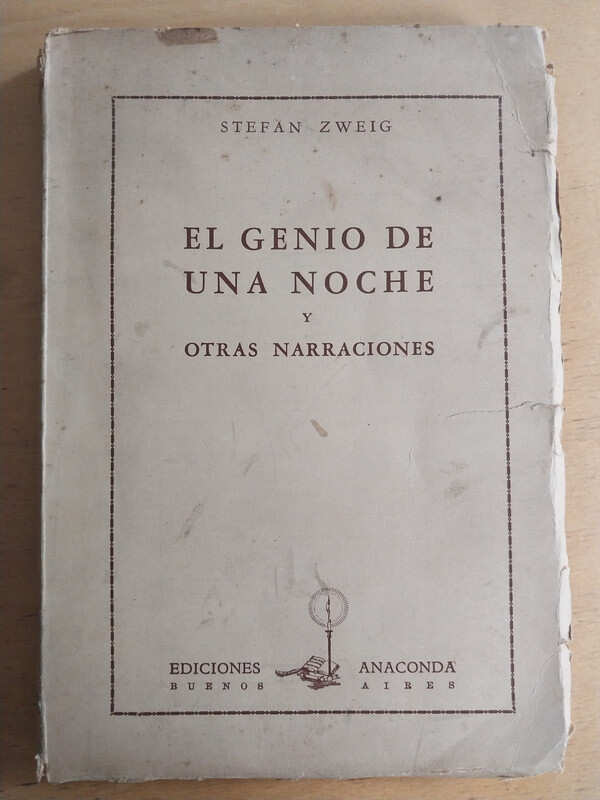 STEFAN ZWEIG
EL GENIO DE
UNA NOCHE
Y
OTRAS NARRACIONES
EDICIONES ANACONDA
BUENOS AIRES